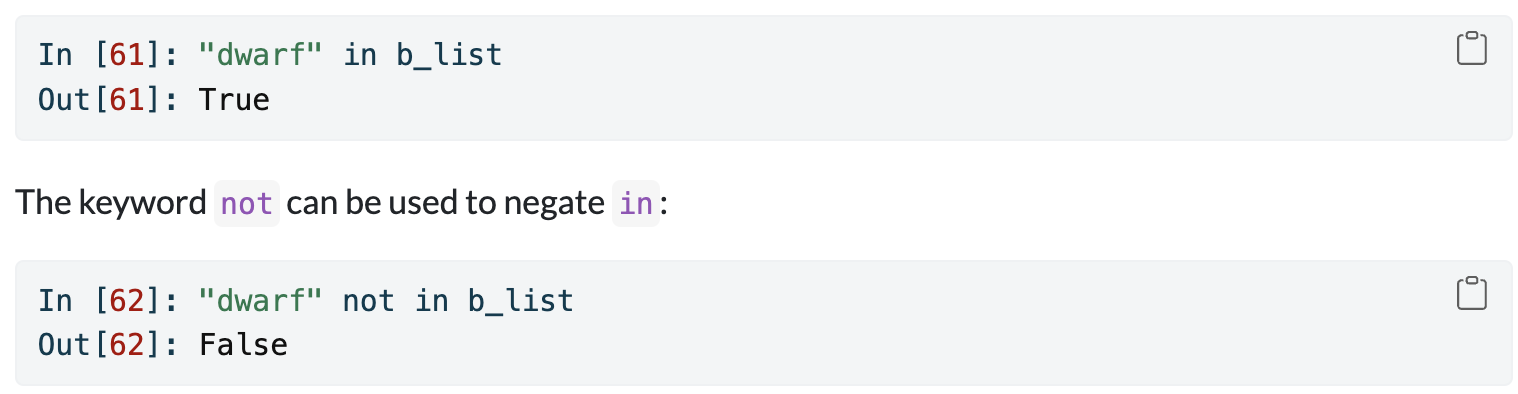 In [61]: "dwarf" in b_list
Out[61]: True
The keyword not can be used to negate in:
In [62]: "dwarf" not in b_list
Out[62]: False